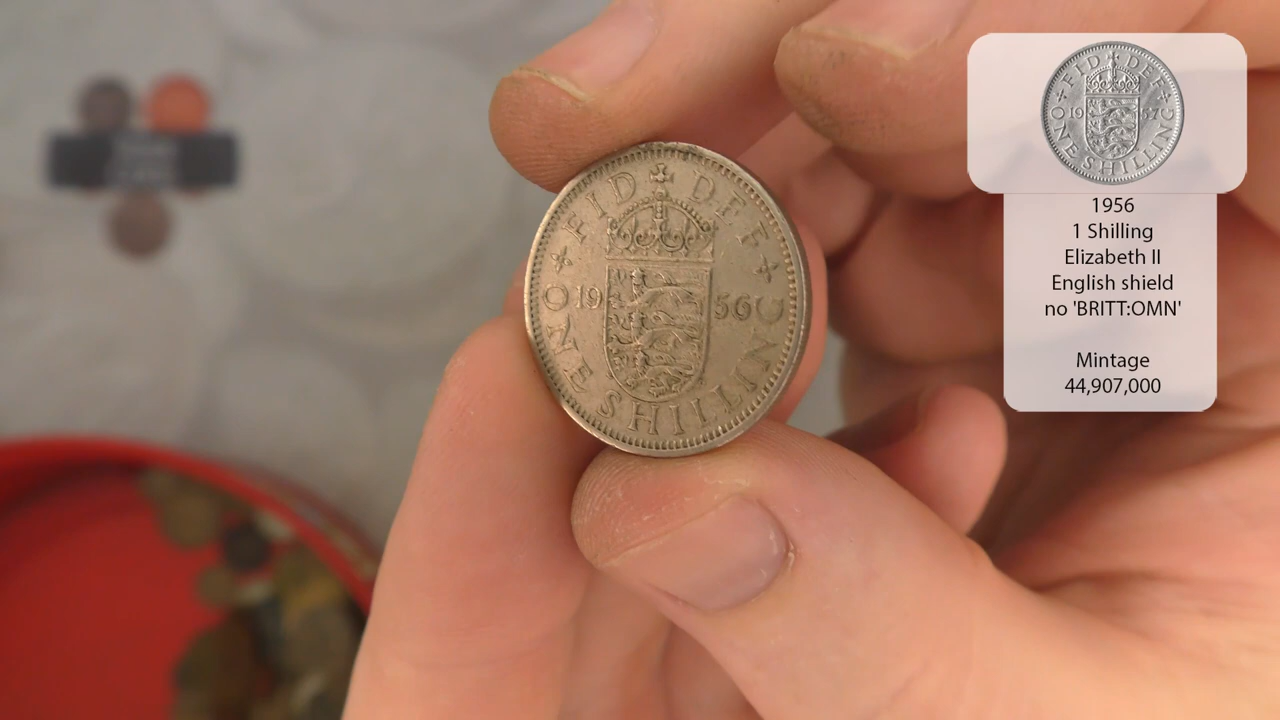 FID DEF
19 56
ONE SHILLING
FID DEF
19 57
ONE SHILLING
1956
1 Shilling
Elizabeth II
English shield
no 'BRITT:OMN'
Mintage
44,907,000